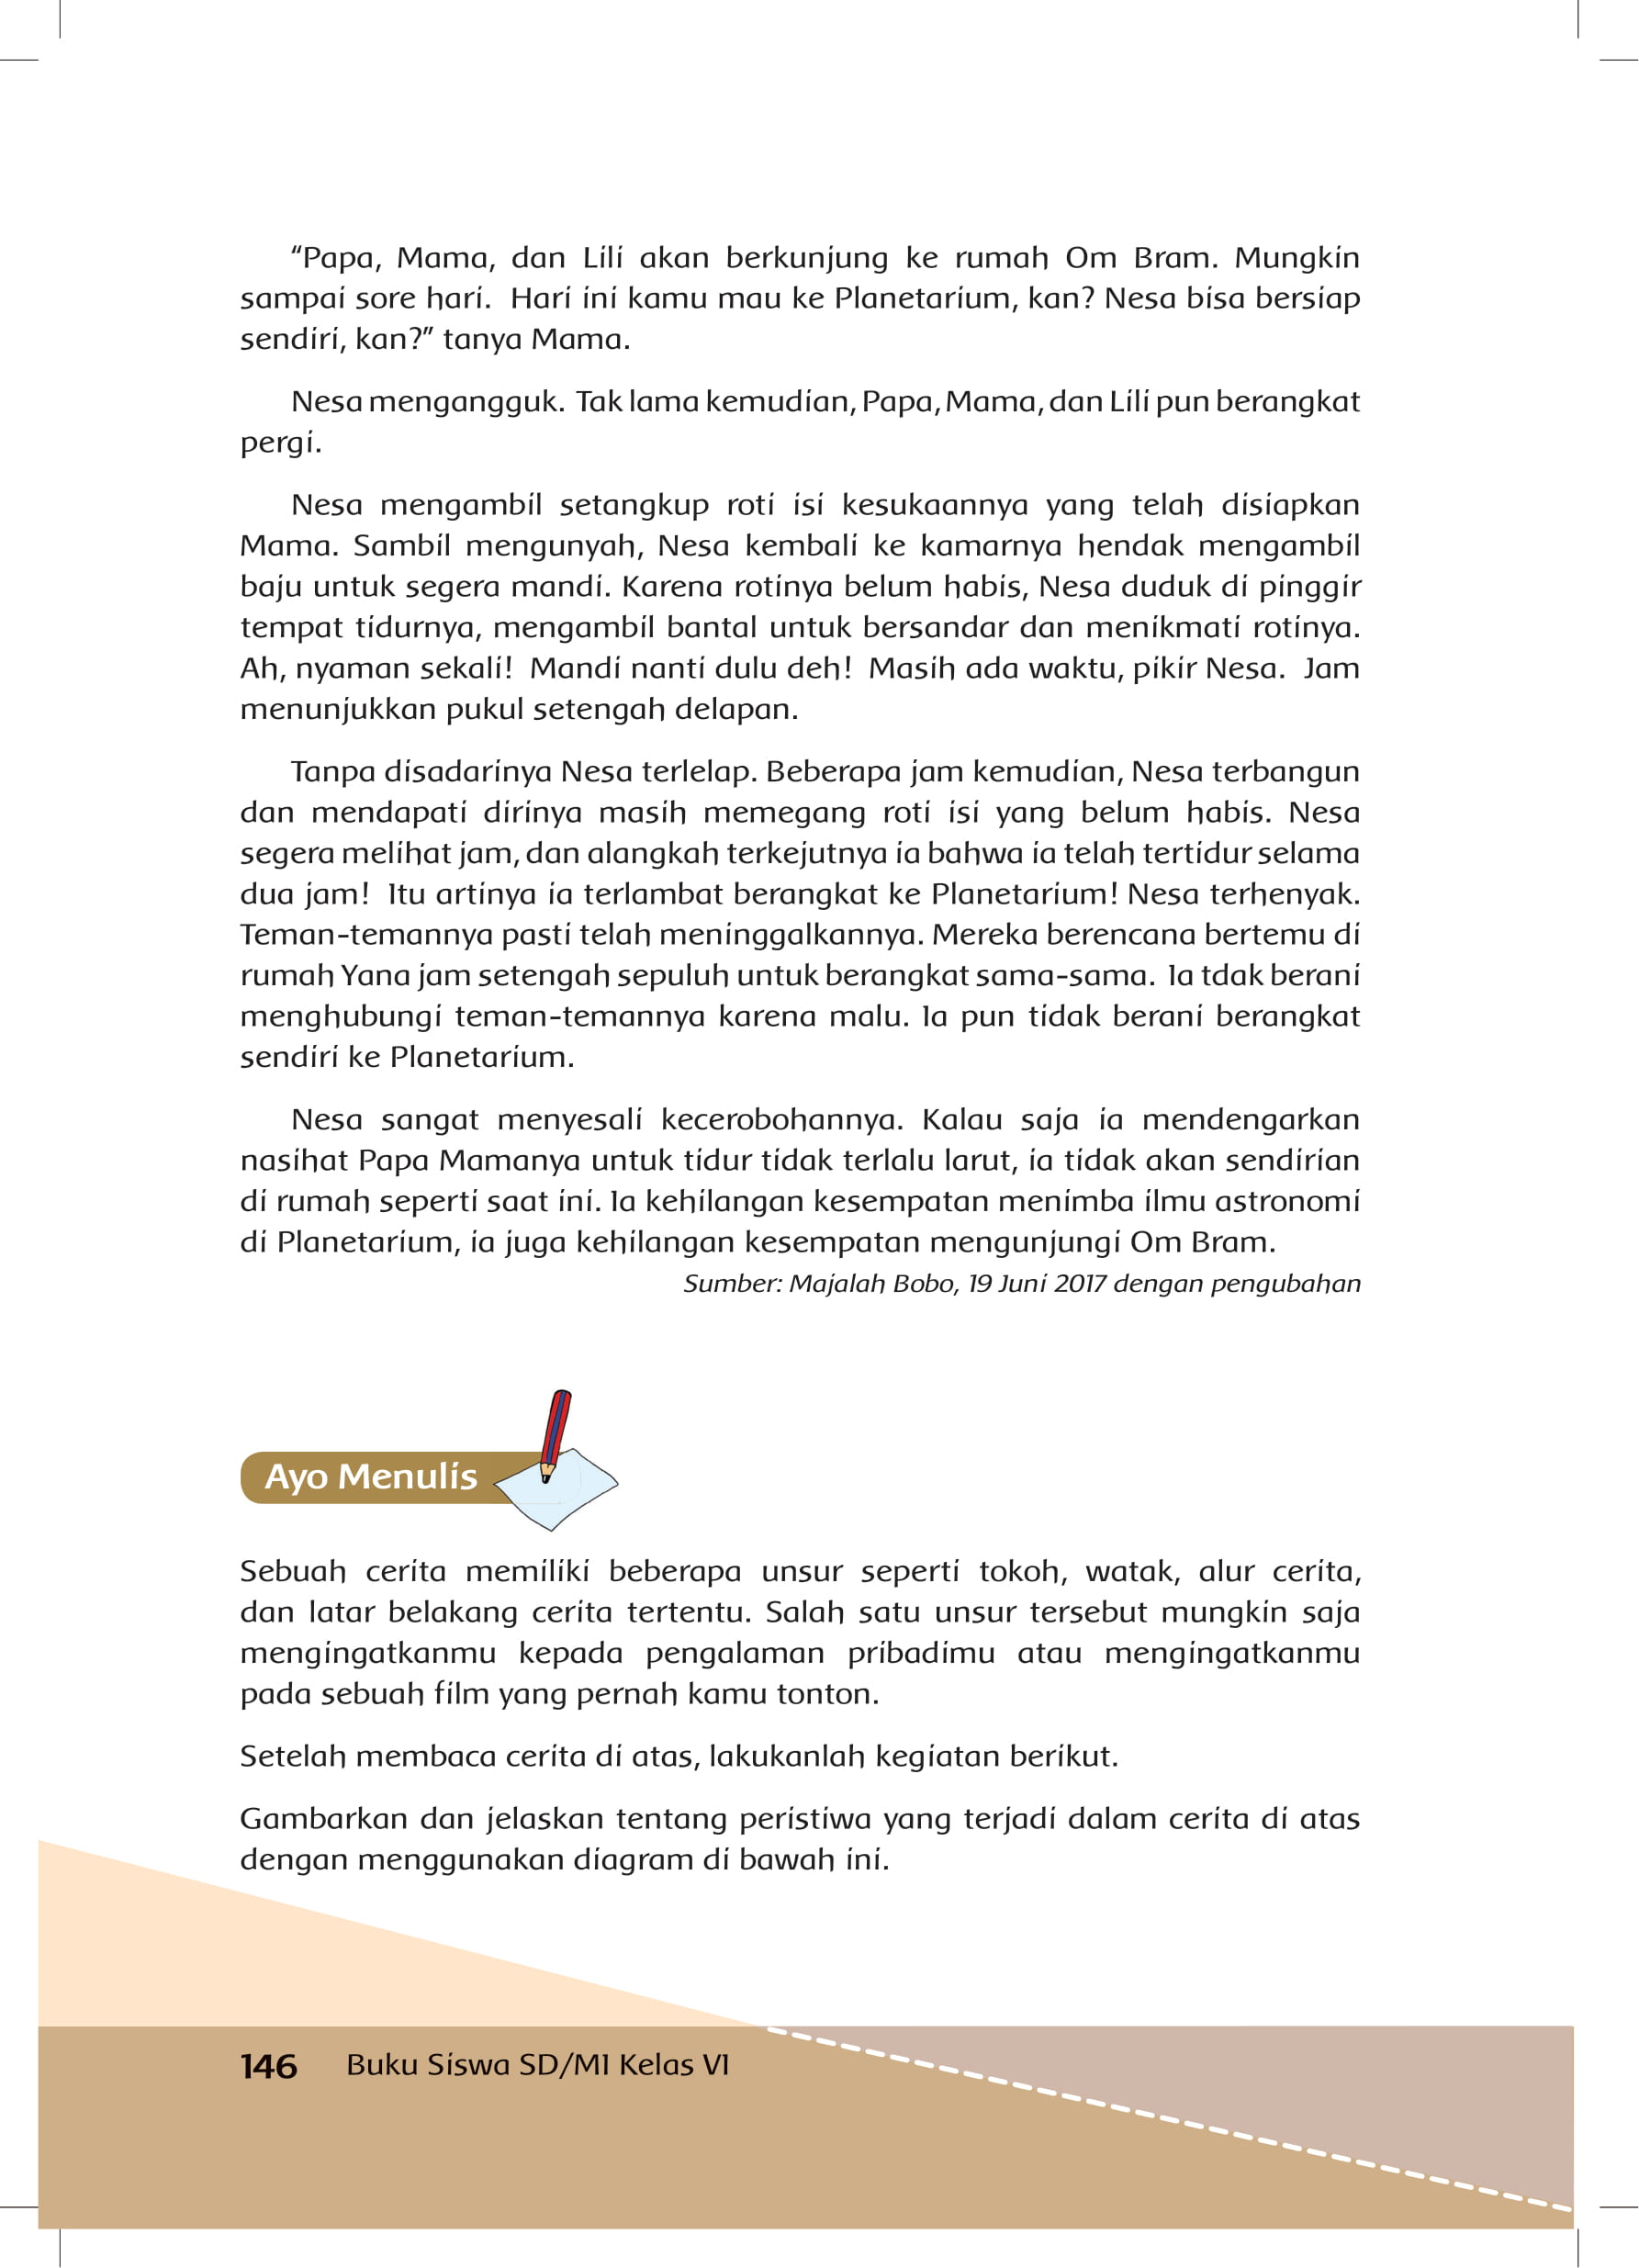 “Papa, Mama, dan Lili akan berkunjung ke rumah Om Bram. Mungkin
sampai sore hari. Hari ini kamu mau ke Planetarium, kan? Nesa bisa bersiap
sendiri, kan?” tanya Mama.
Nesa mengangguk. Tak lama kemudian, Papa, Mama, dan Lili pun berangkat
pergi.
Nesa mengambil setangkup roti isi kesukaannya yang telah disiapkan
Mama. Sambil mengunyah, Nesa kembali ke kamarnya hendak mengambil
baju untuk segera mandi. Karena rotinya belum habis, Nesa duduk di pinggir
tempat tidurnya, mengambil bantal untuk bersandar dan menikmati rotinya.
Ah, nyaman sekali! Mandi nanti dulu deh! Masih ada waktu, pikir Nesa. Jam
menunjukkan pukul setengah delapan.
Tanpa disadarinya Nesa terlelap. Beberapa jam kemudian, Nesa terbangun
dan mendapati dirinya masih memegang roti isi yang belum habis. Nesa
segera melihat jam, dan alangkah terkejutnya ia bahwa ia telah tertidur selama
dua jam! Itu artinya ia terlambat berangkat ke Planetarium! Nesa terhenyak.
Teman-temannya pasti telah meninggalkannya. Mereka berencana bertemu di
rumah Yana jam setengah sepuluh untuk berangkat sama-sama. Ia tdak berani
menghubungi teman-temannya karena malu. Ia pun tidak berani berangkat
sendiri ke Planetarium.
Nesa sangat menyesali kecerobohannya. Kalau saja ia mendengarkan
nasihat Papa Mamanya untuk tidur tidak terlalu larut, ia tidak akan sendirian
di rumah seperti saat ini. Ia kehilangan kesempatan menimba ilmu astronomi
di Planetarium, ia juga kehilangan kesempatan mengunjungi Om Bram.
Sumber: Majalah Bobo, 19 Juni 2017 dengan pengubahan
Ayo Menulis
Sebuah cerita memiliki beberapa unsur seperti tokoh, watak, alur cerita,
dan latar belakang cerita tertentu. Salah satu unsur tersebut mungkin saja
mengingatkanmu kepada pengalaman pribadimu atau mengingatkanmu
pada sebuah film yang pernah kamu tonton.
Setelah membaca cerita di atas, lakukanlah kegiatan berikut.
Gambarkan dan jelaskan tentang peristiwa yang terjadi dalam cerita di atas
dengan menggunakan diagram di bawah ini.
146 Buku Siswa SD/MI Kelas VI